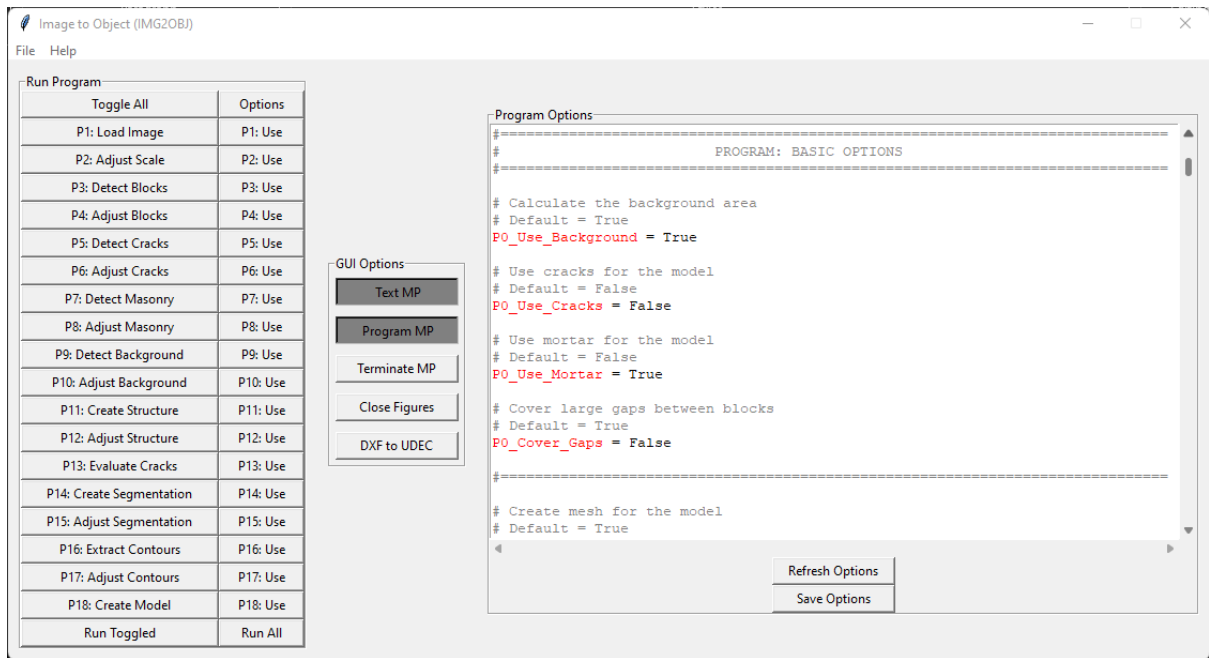 Image to Object (IMG2OBJ)
File Help
Run Program
Toggle All Options
P1: Load Image P1: Use
P2: Adjust Scale P2: Use
P3: Detect Blocks P3: Use
P4: Adjust Blocks P4: Use
P5: Detect Cracks P5: Use
P6: Adjust Cracks P6: Use
P7: Detect Masonry P7: Use
P8: Adjust Masonry P8: Use
P9: Detect Background P9: Use
P10: Adjust Background P10: Use
P11: Create Structure P11: Use
P12: Adjust Structure P12: Use
P13: Evaluate Cracks P13: Use
P14: Create Segmentation P14: Use
P15: Adjust Segmentation P15: Use
P16: Extract Contours P16: Use
P17: Adjust Contours P17: Use
P18: Create Model P18: Use
Run Toggled Run All
GUI Options
Text MP
Program MP
Terminate MP
Close Figures
DXF to UDEC
Program Options
#==============================================================================
# PROGRAM: BASIC OPTIONS
#==============================================================================
# Calculate the background area
# Default = True
P0_Use_Background = True
# Use cracks for the model
# Default = False
P0_Use_Cracks = False
# Use mortar for the model
# Default = False
P0_Use_Mortar = True
# Cover large gaps between blocks
# Default = True
P0_Cover_Gaps = False
#==============================================================================
# Create mesh for the model
# Default = True
Refresh Options
Save Options